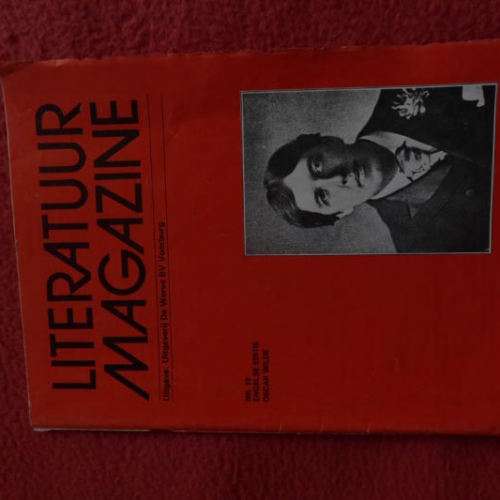 LITERATUUR
MAGAZINE
Uitgave: Uitgeverij De Werve BV Voorburg
NR. 19
ENGELSE EDITIE
OSCAR WILDE